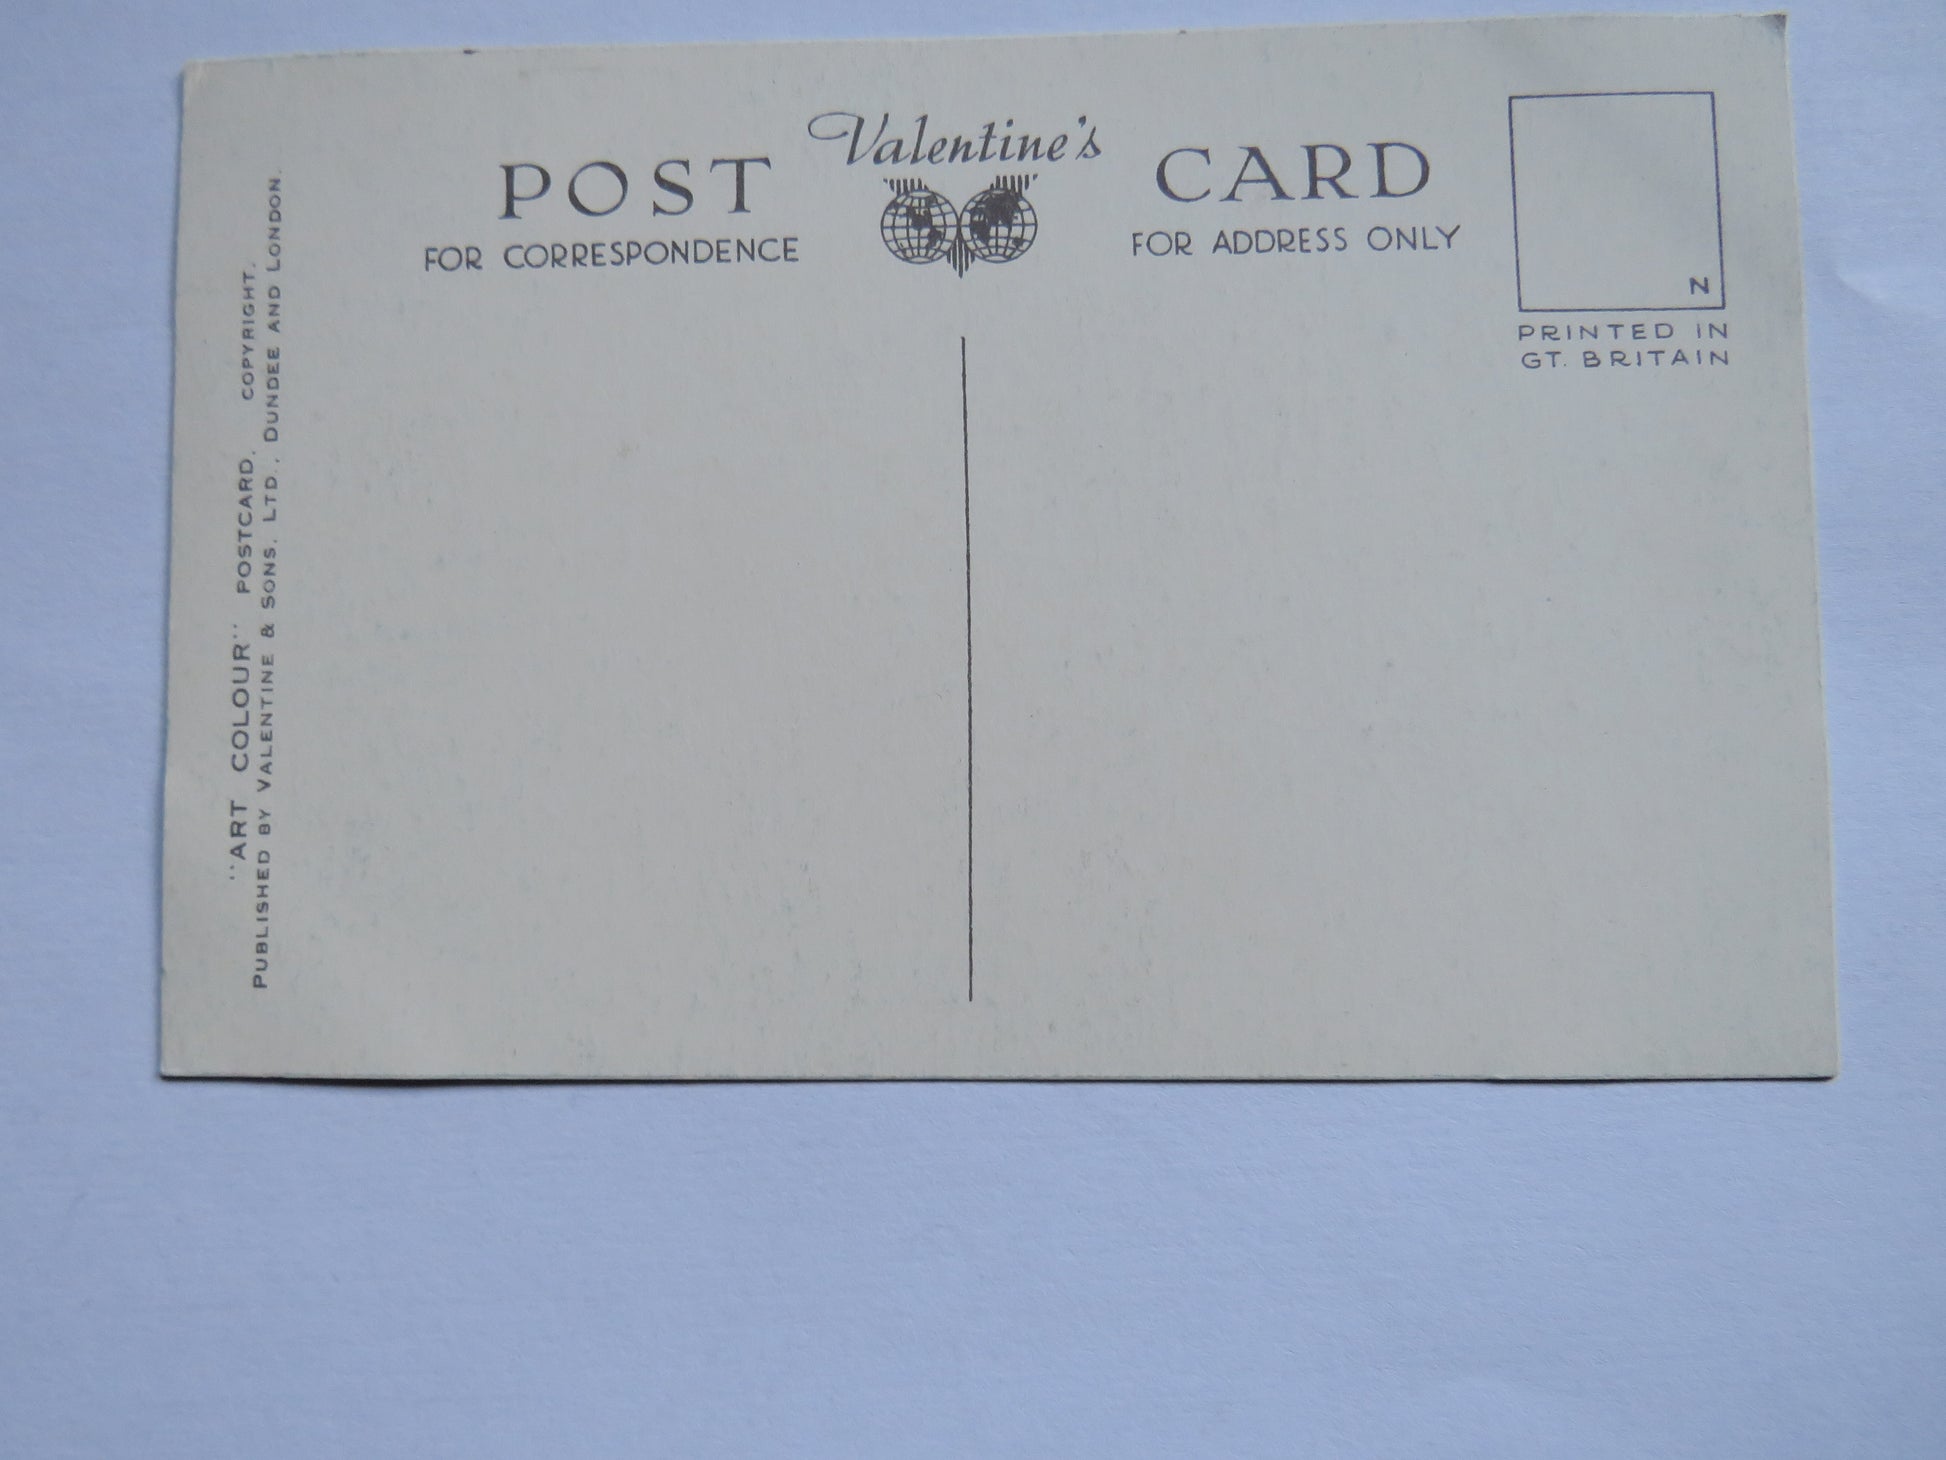 Valentine's
POST CARD
FOR CORRESPONDENCE
FOR ADDRESS ONLY
N
PRINTED IN
GT. BRITAIN
"ART COLOUR" POSTCARD. COPYRIGHT.
PUBLISHED BY VALENTINE & SONS. LTD., DUNDEE AND LONDON.